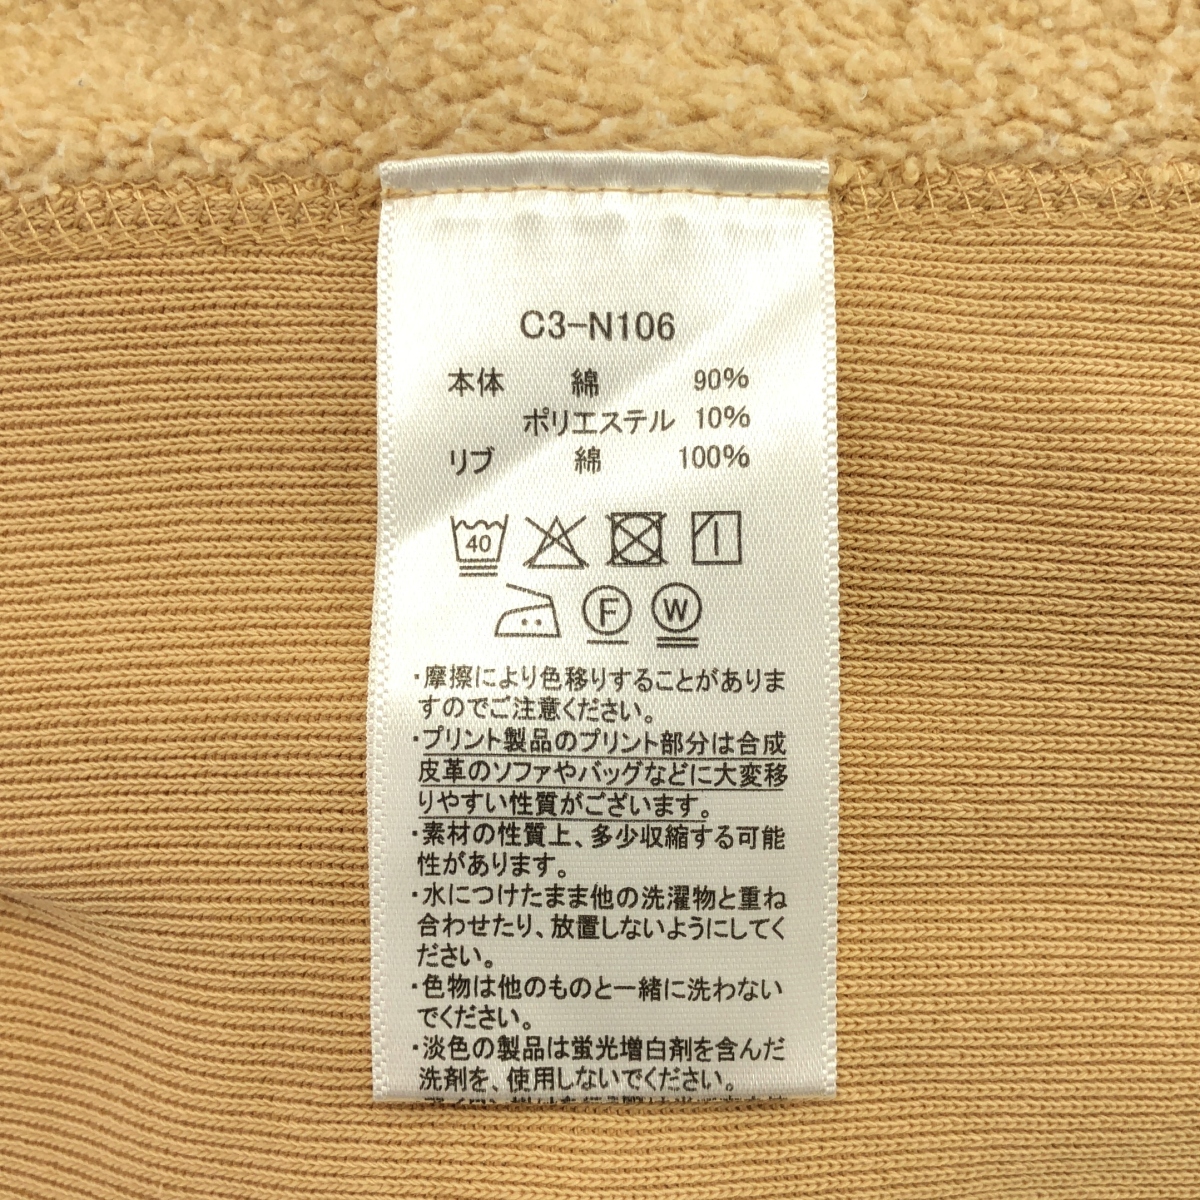 C3-N106
本体 綿 90%
ポリエステル 10%
リブ 綿 100%
40
F W
・摩擦により色移りすることがありま
すのでご注意ください。
・プリント製品のプリント部分は合成
皮革のソファやバッグなどに大変移
りやすい性質がございます。
・素材の性質上、多少収縮する可能
性があります。
・水につけたまま他の洗濯物と重ね
合わせたり、放置しないようにしてく
ださい。
・色物は他のものと一緒に洗わない
でください。
・淡色の製品は蛍光増白剤を含んだ
洗剤を、使用しないでください。